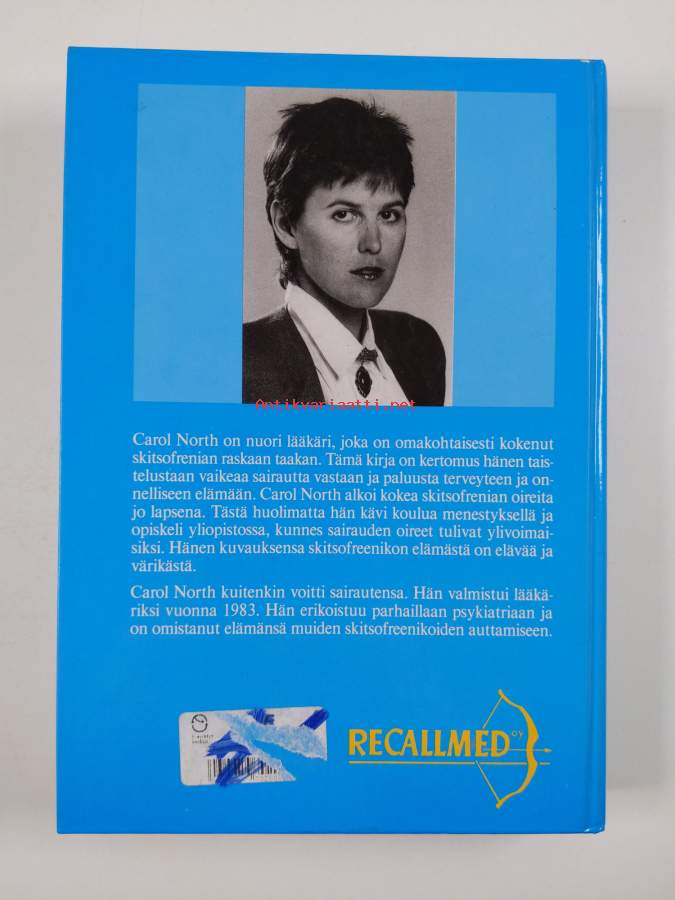 Antikvariaatti.net
Carol North on nuori lääkäri, joka on omakohtaisesti kokenut
skitsofrenian raskaan taakan. Tämä kirja on kertomus hänen tais-
telustaan vaikeaa sairautta vastaan ja paluusta terveyteen ja on-
nelliseen elämään. Carol North alkoi kokea skitsofrenian oireita
jo lapsena. Tästä huolimatta hän kävi koulua menestyksellä ja
opiskeli yliopistossa, kunnes sairauden oireet tulivat ylivoimai-
siksi. Hänen kuvauksensa skitsofreenikon elämästä on elävää ja
värikästä.
Carol North kuitenkin voitti sairautensa. Hän valmistui lääkä-
riksi vuonna 1983. Hän erikoistuu parhaillaan psykiatriaan ja
on omistanut elämänsä muiden skitsofreenikoiden auttamiseen.
RECALLMED OY